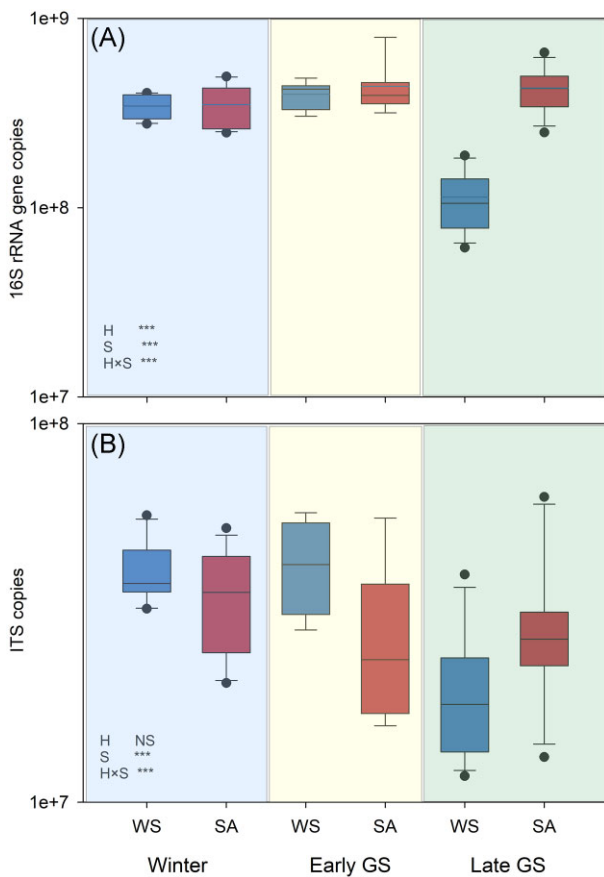 1e+9
(A)
16S rRNA gene copies
1e+8
H ***
S ***
H×S ***
1e+7
1e+8
(B)
ITS copies
H NS
S ***
H×S ***
1e+7
WS SA WS SA WS SA
Winter Early GS Late GS